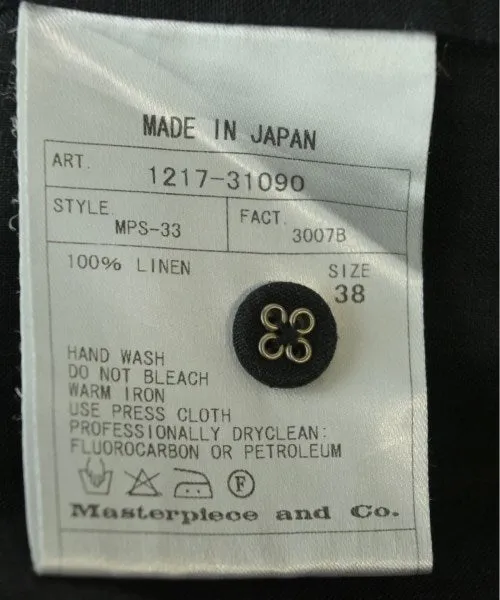 MADE IN JAPAN
ART. 1217-31090
STYLE MPS-33
FACT. 3007B
100% LINEN
SIZE
38
HAND WASH
DO NOT BLEACH
WARM IRON
USE PRESS CLOTH
PROFESSIONALLY DRYCLEAN:
FLUOROCARBON OR PETROLEUM
F
Masterpiece and Co.